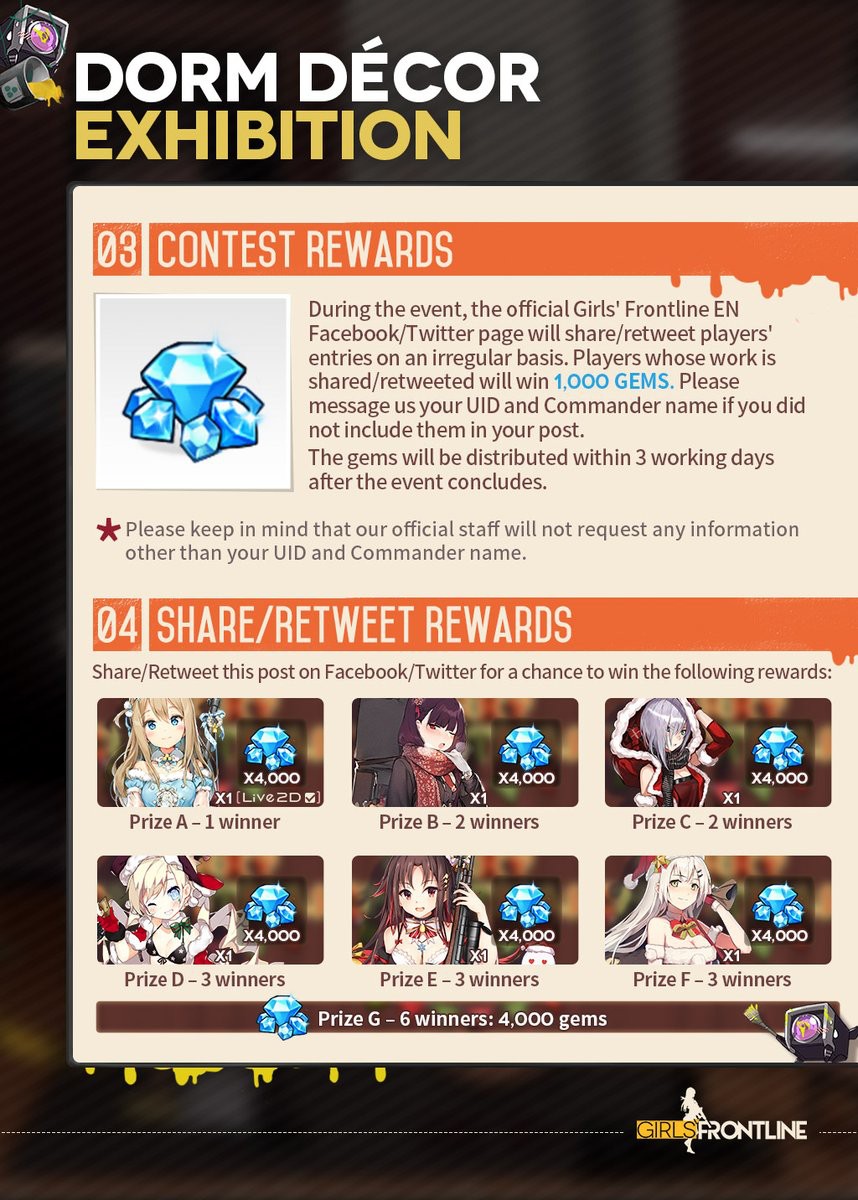 DORM DÉCOR
EXHIBITION
03 CONTEST REWARDS
During the event, the official Girls' Frontline EN
Facebook/Twitter page will share/retweet players'
entries on an irregular basis. Players whose work is
shared/retweeted will win 1,000 GEMS. Please
message us your UID and Commander name if you did
not include them in your post.
The gems will be distributed within 3 working days
after the event concludes.
Please keep in mind that our official staff will not request any information
other than your UID and Commander name.
04 SHARE/RETWEET REWARDS
Share/Retweet this post on Facebook/Twitter for a chance to win the following rewards:
X4,000
X1 [Live2D ☑]
Prize A – 1 winner
X4,000
X1
Prize B – 2 winners
X4,000
X1
Prize C – 2 winners
X4,000
X1
Prize D – 3 winners
X4,000
X1
Prize E – 3 winners
X4,000
X1
Prize F – 3 winners
Prize G – 6 winners: 4,000 gems
GIRLS FRONTLINE